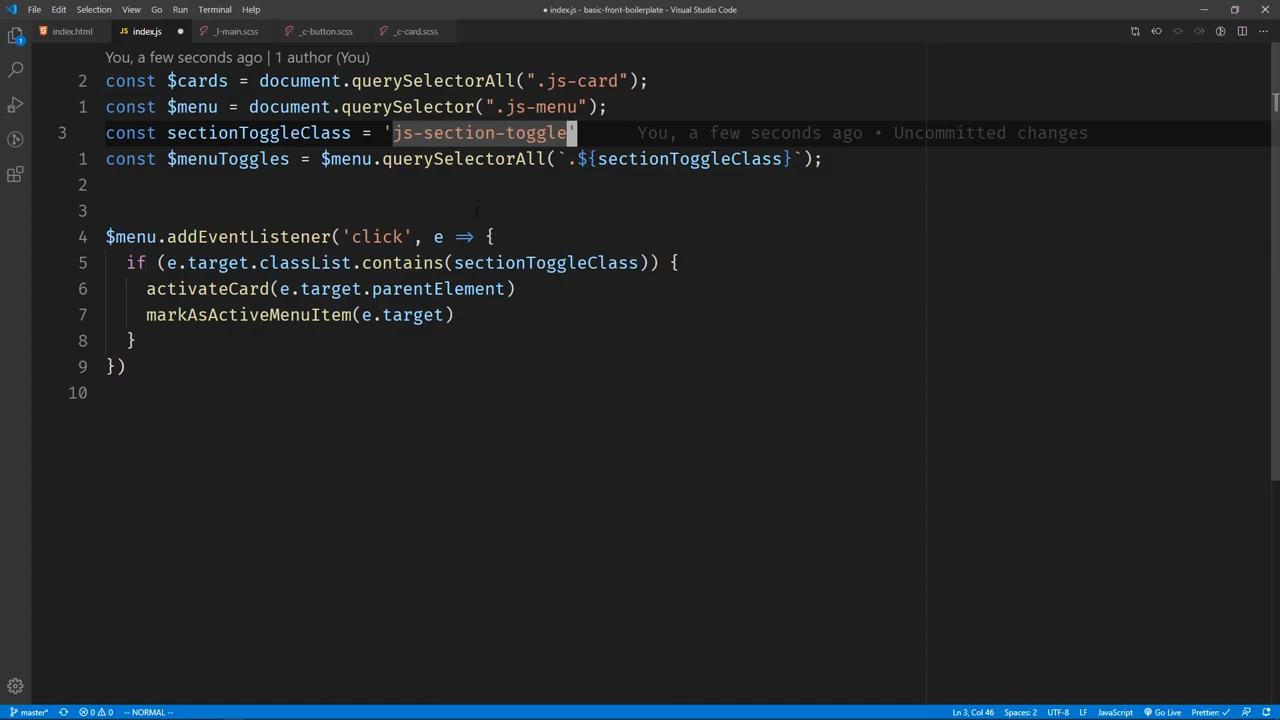 File Edit Selection View Go Run Terminal Help
● index.js - basic-front-boilerplate - Visual Studio Code
index.html JS index.js ● _l-main.scss _c-button.scss _c-card.scss
You, a few seconds ago | 1 author (You)
2 const $cards = document.querySelectorAll(".js-card");
1 const $menu = document.querySelector(".js-menu");
3 const sectionToggleClass = 'js-section-toggle' You, a few seconds ago • Uncommitted changes
1 const $menuToggles = $menu.querySelectorAll(`.${sectionToggleClass}`);
2
3
4 $menu.addEventListener('click', e => {
5 if (e.target.classList.contains(sectionToggleClass)) {
6 activateCard(e.target.parentElement)
7 markAsActiveMenuItem(e.target)
8 }
9 })
10
master* 0 0 -- NORMAL -- Ln 3, Col 46 Spaces: 2 UTF-8 LF JavaScript Go Live Prettier: ✓